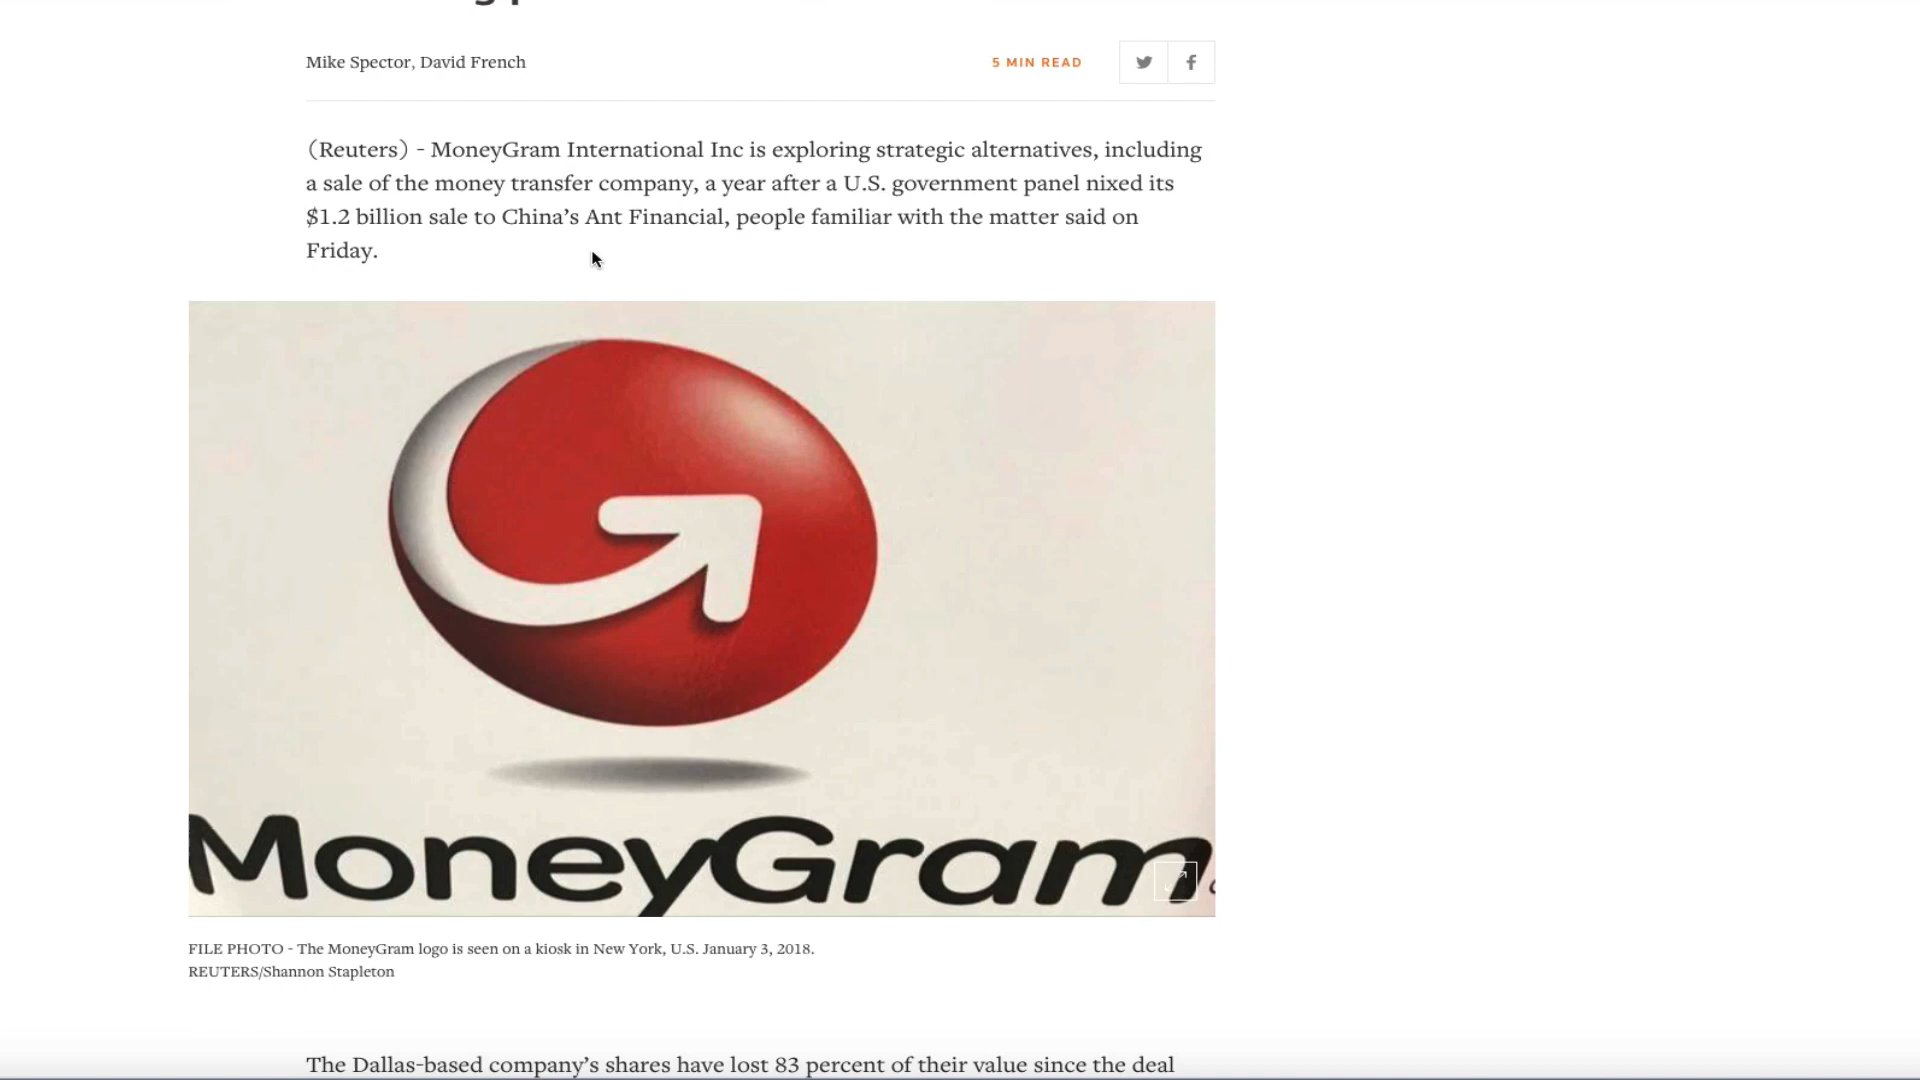 Mike Spector, David French
5 MIN READ
(Reuters) - MoneyGram International Inc is exploring strategic alternatives, including
a sale of the money transfer company, a year after a U.S. government panel nixed its
$1.2 billion sale to China’s Ant Financial, people familiar with the matter said on
Friday.
MoneyGram
FILE PHOTO - The MoneyGram logo is seen on a kiosk in New York, U.S. January 3, 2018.
REUTERS/Shannon Stapleton
The Dallas-based company’s shares have lost 83 percent of their value since the deal